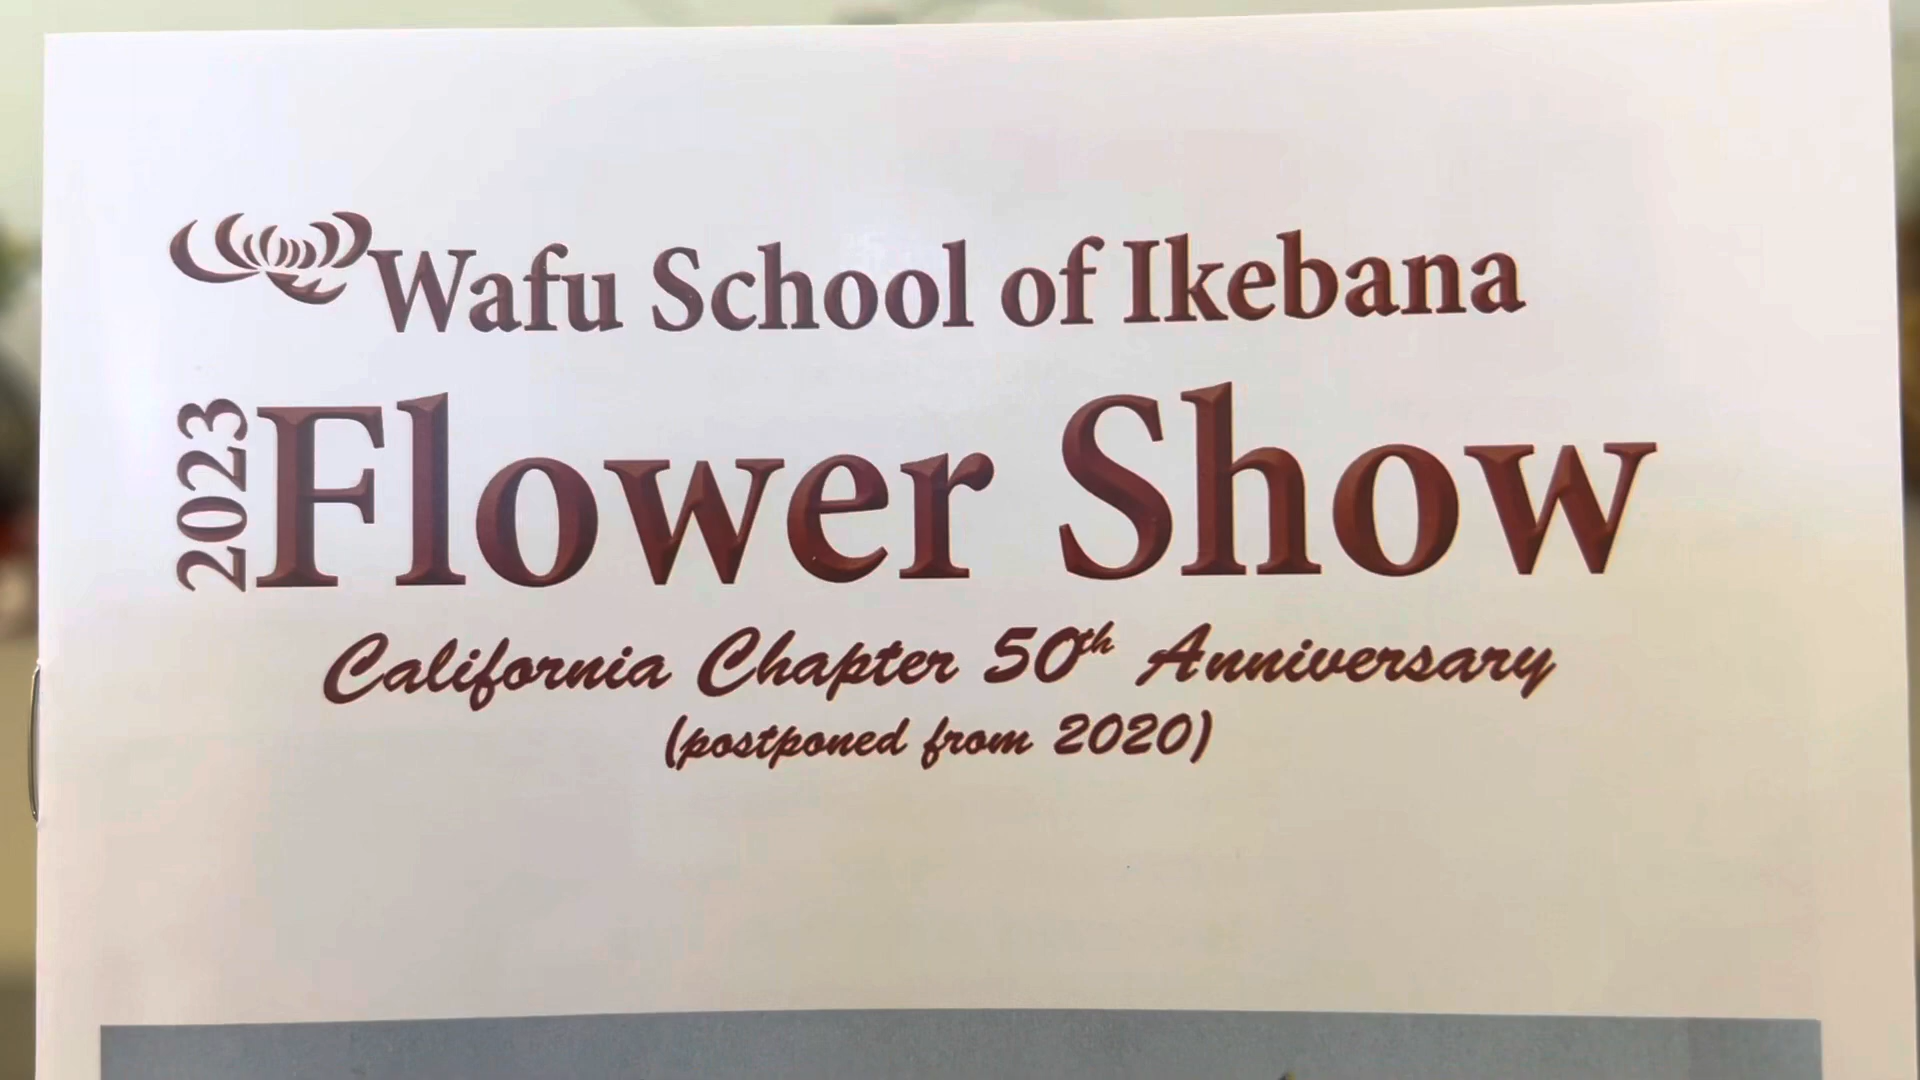 Wafu School of Ikebana
2023 Flower Show
California Chapter 50th Anniversary
(postponed from 2020)